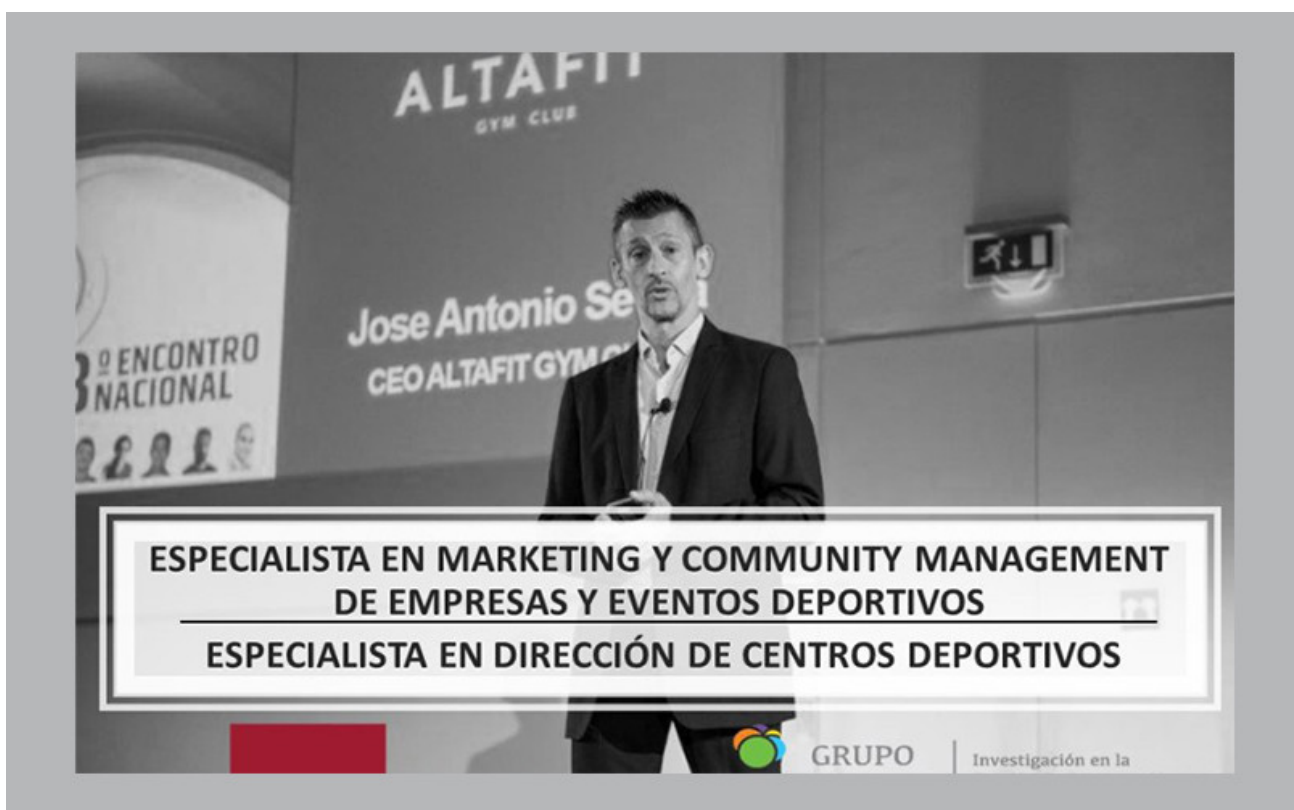 ALTAFIT
GYM CLUB
Jose Antonio
CEO ALTAFIT GYM
º ENCONTRO
NACIONAL
ESPECIALISTA EN MARKETING Y COMMUNITY MANAGEMENT
DE EMPRESAS Y EVENTOS DEPORTIVOS
ESPECIALISTA EN DIRECCIÓN DE CENTROS DEPORTIVOS
GRUPO
Investigación en la